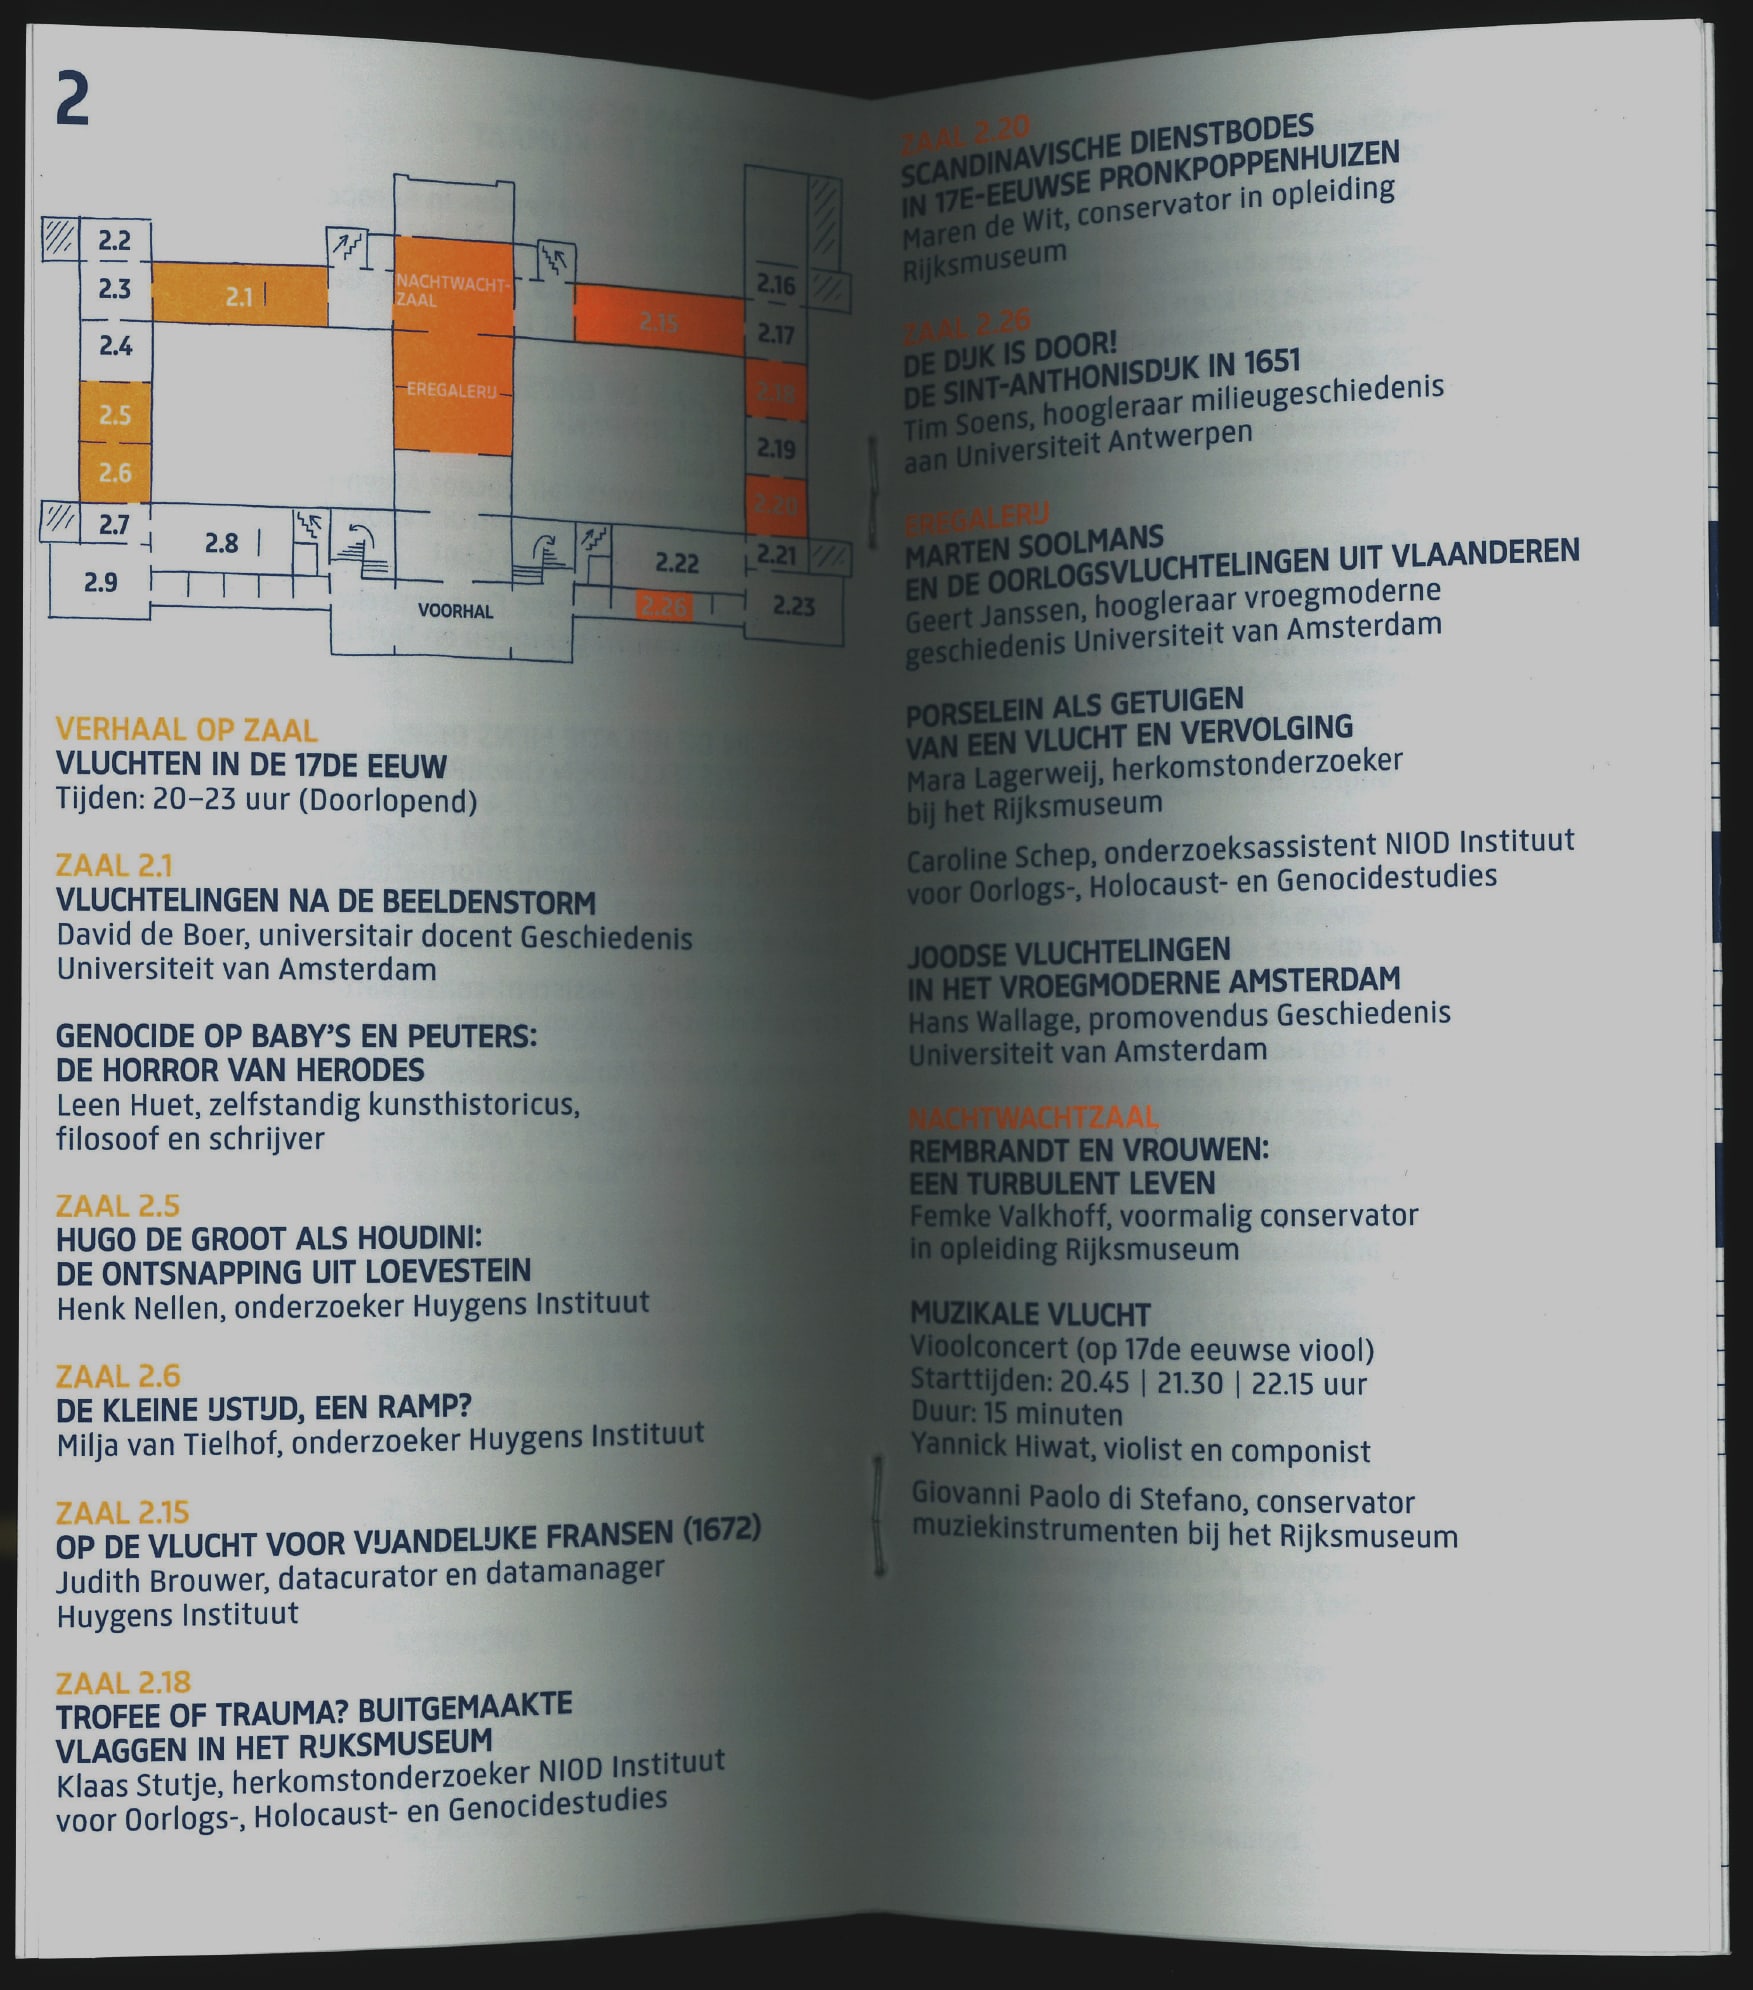 2
2.2
2.3
2.1
2.4
2.5
2.6
2.7
2.8
2.9
NACHTWACHT-
ZAAL
EREGALERIJ
VOORHAL
2.15
2.16
2.17
2.18
2.19
2.20
2.21
2.22
2.26
2.23
VERHAAL OP ZAAL
VLUCHTEN IN DE 17DE EEUW
Tijden: 20–23 uur (Doorlopend)
ZAAL 2.1
VLUCHTELINGEN NA DE BEELDENSTORM
David de Boer, universitair docent Geschiedenis
Universiteit van Amsterdam
GENOCIDE OP BABY'S EN PEUTERS:
DE HORROR VAN HERODES
Leen Huet, zelfstandig kunsthistoricus,
filosoof en schrijver
ZAAL 2.5
HUGO DE GROOT ALS HOUDINI:
DE ONTSNAPPING UIT LOEVESTEIN
Henk Nellen, onderzoeker Huygens Instituut
ZAAL 2.6
DE KLEINE IJSTIJD, EEN RAMP?
Milja van Tielhof, onderzoeker Huygens Instituut
ZAAL 2.15
OP DE VLUCHT VOOR VIJANDELIJKE FRANSEN (1672)
Judith Brouwer, datacurator en datamanager
Huygens Instituut
ZAAL 2.18
TROFEE OF TRAUMA? BUITGEMAAKTE
VLAGGEN IN HET RIJKSMUSEUM
Klaas Stutje, herkomstonderzoeker NIOD Instituut
voor Oorlogs-, Holocaust- en Genocidestudies
ZAAL 2.20
SCANDINAVISCHE DIENSTBODES
IN 17E-EEUWSE PRONKPOPPENHUIZEN
Maren de Wit, conservator in opleiding
Rijksmuseum
ZAAL 2.26
DE DIJK IS DOOR!
DE SINT-ANTHONISDIJK IN 1651
Tim Soens, hoogleraar milieugeschiedenis
aan Universiteit Antwerpen
EREGALERIJ
MARTEN SOOLMANS
EN DE OORLOGSVLUCHTELINGEN UIT VLAANDEREN
Geert Janssen, hoogleraar vroegmoderne
geschiedenis Universiteit van Amsterdam
PORSELEIN ALS GETUIGEN
VAN EEN VLUCHT EN VERVOLGING
Mara Lagerweij, herkomstonderzoeker
bij het Rijksmuseum
Caroline Schep, onderzoeksassistent NIOD Instituut
voor Oorlogs-, Holocaust- en Genocidestudies
JOODSE VLUCHTELINGEN
IN HET VROEGMODERNE AMSTERDAM
Hans Wallage, promovendus Geschiedenis
Universiteit van Amsterdam
NACHTWACHTZAAL
REMBRANDT EN VROUWEN:
EEN TURBULENT LEVEN
Femke Valkhoff, voormalig conservator
in opleiding Rijksmuseum
MUZIKALE VLUCHT
Vioolconcert (op 17de eeuwse viool)
Starttijden: 20.45 | 21.30 | 22.15 uur
Duur: 15 minuten
Yannick Hiwat, violist en componist
Giovanni Paolo di Stefano, conservator
muziekinstrumenten bij het Rijksmuseum